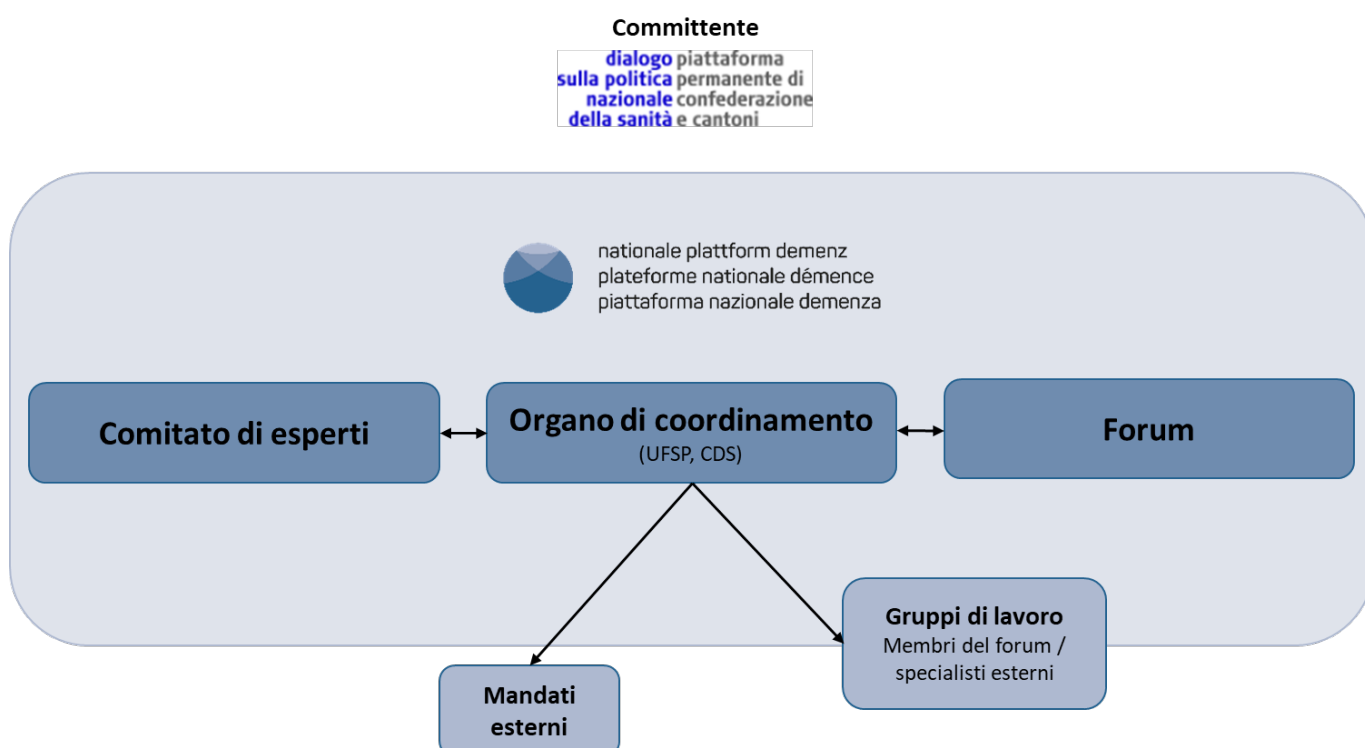 Committente
dialogo piattaforma
sulla politica permanente di
nazionale confederazione
della sanità e cantoni
nationale plattform demenz
plateforme nationale démence
piattaforma nazionale demenza
Comitato di esperti
Organo di coordinamento
(UFSP, CDS)
Forum
Gruppi di lavoro
Membri del forum /
specialisti esterni
Mandati
esterni